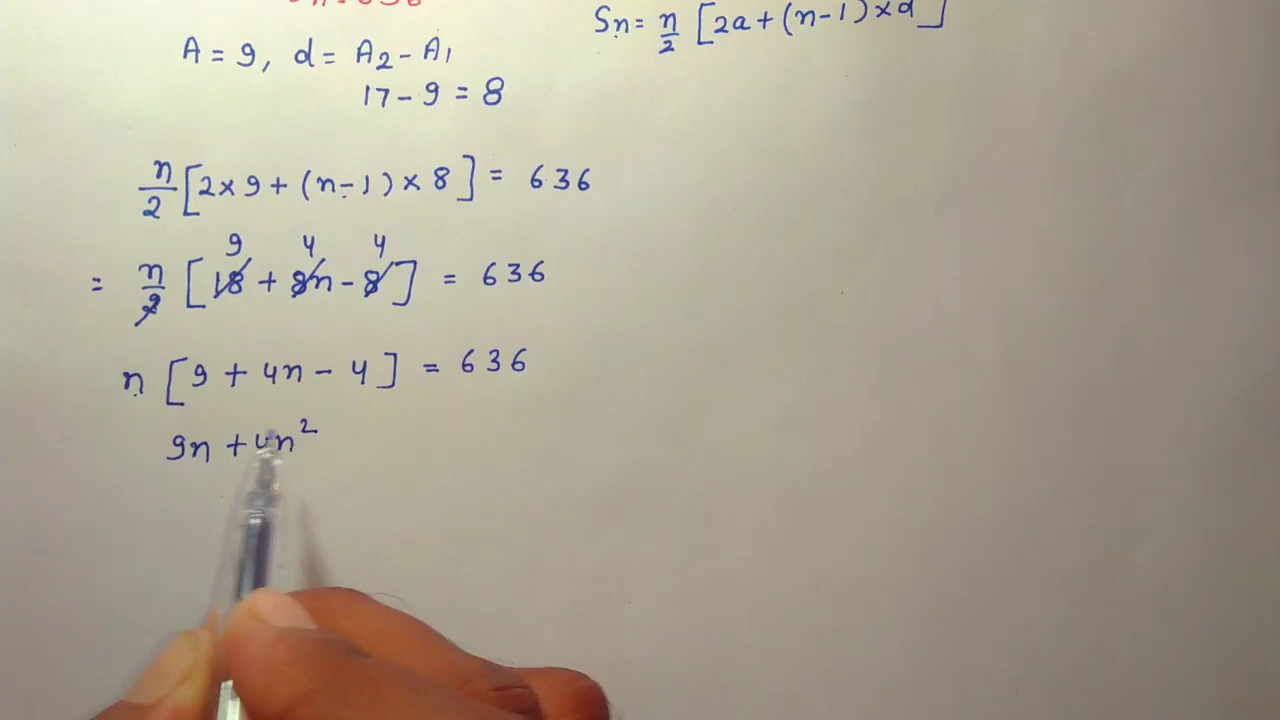 Sn = n/2 [2a + (n-1) × d]
A = 9, d = A2 - A1
17 - 9 = 8
n/2 [2 × 9 + (n-1) × 8] = 636
9 4 4
= n/2 [18 + 8n - 8] = 636
n [9 + 4n - 4] = 636
9n + 4n²